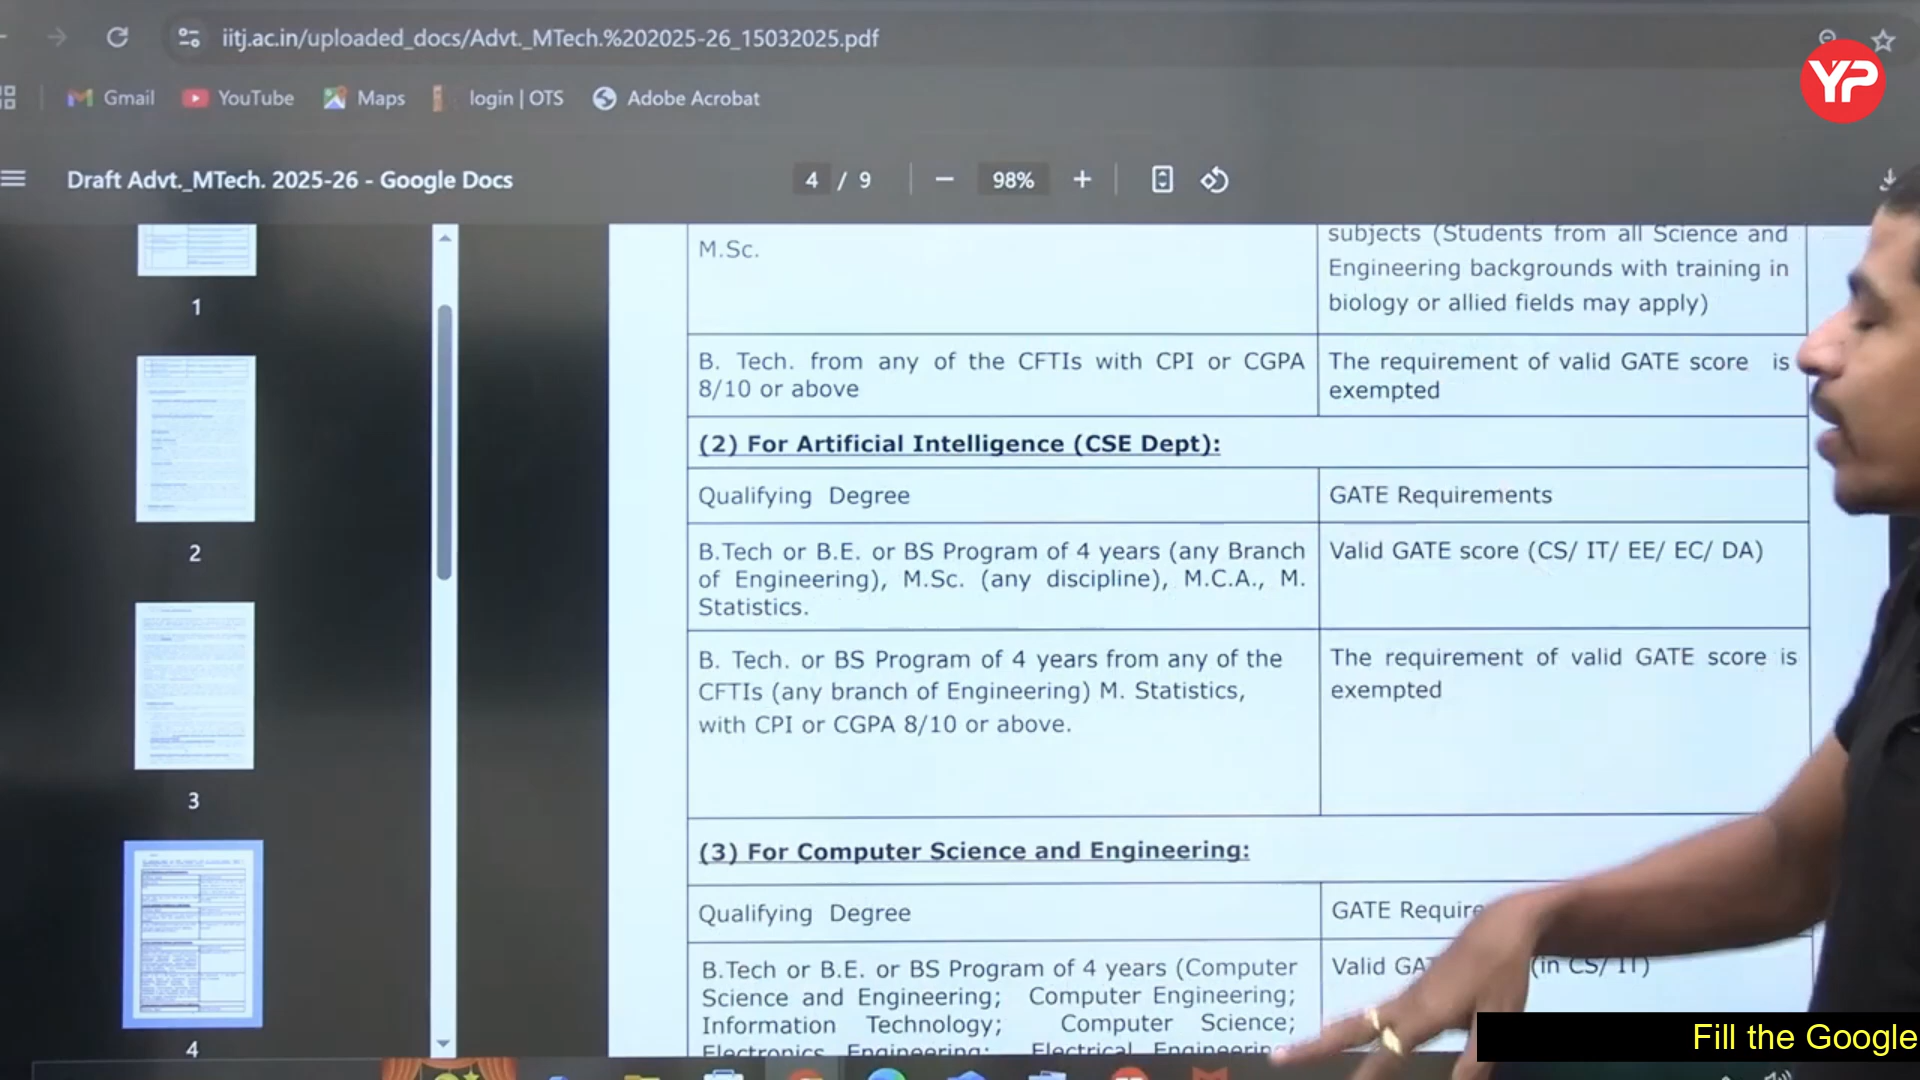 iitj.ac.in/uploaded_docs/Advt._MTech.%202025-26_15032025.pdf
YP
Gmail
YouTube
Maps
login | OTS
Adobe Acrobat
Draft Advt._MTech. 2025-26 - Google Docs
4 / 9
98%
1
2
3
4
M.Sc.
subjects (Students from all Science and
Engineering backgrounds with training in
biology or allied fields may apply)
B. Tech. from any of the CFTIs with CPI or CGPA
8/10 or above
The requirement of valid GATE score is
exempted
(2) For Artificial Intelligence (CSE Dept):
Qualifying Degree
GATE Requirements
B.Tech or B.E. or BS Program of 4 years (any Branch
of Engineering), M.Sc. (any discipline), M.C.A., M.
Statistics.
Valid GATE score (CS/ IT/ EE/ EC/ DA)
B. Tech. or BS Program of 4 years from any of the
CFTIs (any branch of Engineering) M. Statistics,
with CPI or CGPA 8/10 or above.
The requirement of valid GATE score is
exempted
(3) For Computer Science and Engineering:
Qualifying Degree
GATE Require
B.Tech or B.E. or BS Program of 4 years (Computer
Science and Engineering; Computer Engineering;
Information Technology; Computer Science;
Electronics Engineering; Electrical Engineering
Valid GA (in CS/ IT)
Fill the Google